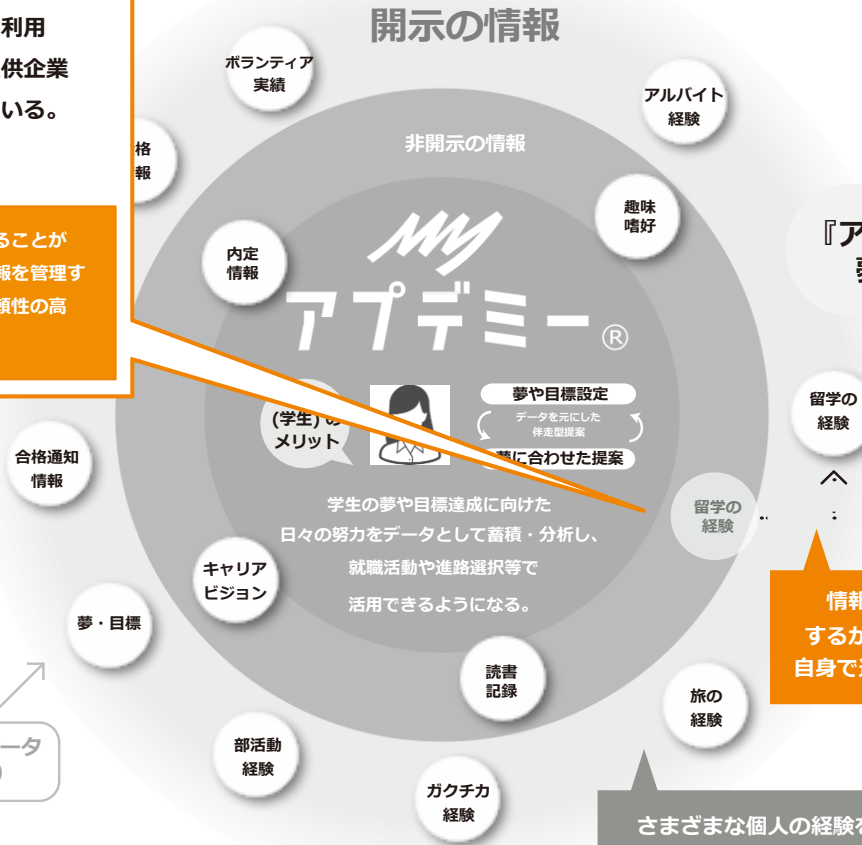 開示の情報
利用
供企業
いる。
ボランティア
実績
アルバイト
経験
格
報
非開示の情報
趣味
嗜好
ることが
報を管理す
頼性の高
内定
情報
my
アプデミー®
『ア
夢や目標設定
データを元にした
伴走型提案
夢に合わせた提案
(学生)の
メリット
留学の
経験
合格通知
情報
留学の
経験
学生の夢や目標達成に向けた
日々の努力をデータとして蓄積・分析し、
就職活動や進路選択等で
活用できるようになる。
キャリア
ビジョン
夢・目標
情報
するか
自身で
読書
記録
旅の
経験
ータ
部活動
経験
ガクチカ
経験
さまざまな個人の経験を